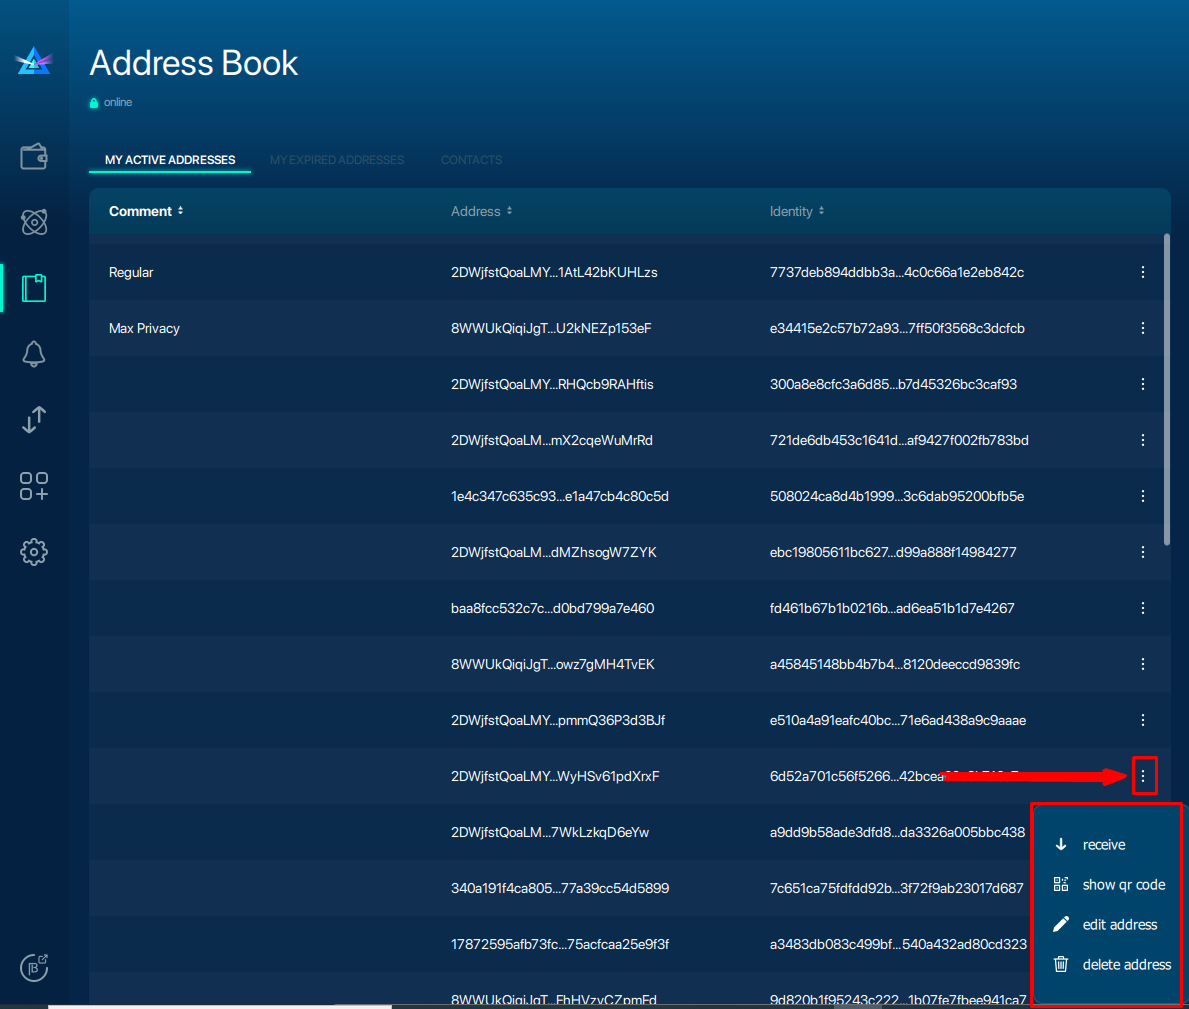 Address Book
online
MY ACTIVE ADDRESSES MY EXPIRED ADDRESSES CONTACTS
Comment Address Identity
Regular 2DWjfstQoaLMY...1AtL42bKUHLzs 7737deb894ddbb3a...4c0c66a1e2eb842c
Max Privacy 8WWUkQiqiJgT...U2kNEZp153eF e34415e2c57b72a93...7ff50f3568c3dcfcb
2DWjfstQoaLMY...RHQcb9RAHftis 300a8e8cfc3a6d85...b7d45326bc3caf93
2DWjfstQoaLM...mX2cqeWuMrRd 721de6db453c1641d...af9427f002fb783bd
1e4c347c635c93...e1a47cb4c80c5d 508024ca8d4b1999...3c6dab95200bfb5e
2DWjfstQoaLM...dMZhsogW7ZYK ebc19805611bc627...d99a888f14984277
baa8fcc532c7c...d0bd799a7e460 fd461b67b1b0216b...ad6ea51b1d7e4267
8WWUkQiqiJgT...owz7gMH4TvEK a45845148bb4b7b4...8120deeccd9839fc
2DWjfstQoaLMY...pmmQ36P3d3BJf e510a4a91eafc40bc...71e6ad438a9c9aaae
2DWjfstQoaLMY...WyHSv61pdXrxF
2DWjfstQoaLM...7WkLzkqD6eYw a9dd9b58ade3dfd8...da3326a005bbc438
340a191f4ca805...77a39cc54d5899 7c651ca75fdfdd92b...3f72f9ab23017d687
17872595afb73fc...75acfcaa25e9f3f a3483db083c499bf...540a432ad80cd323
8WWUkQiqiJgT...FhHVzvCZpmFd 9d820b1f95243c222...1b07fe7fbee941ca7
receive
show qr code
edit address
delete address